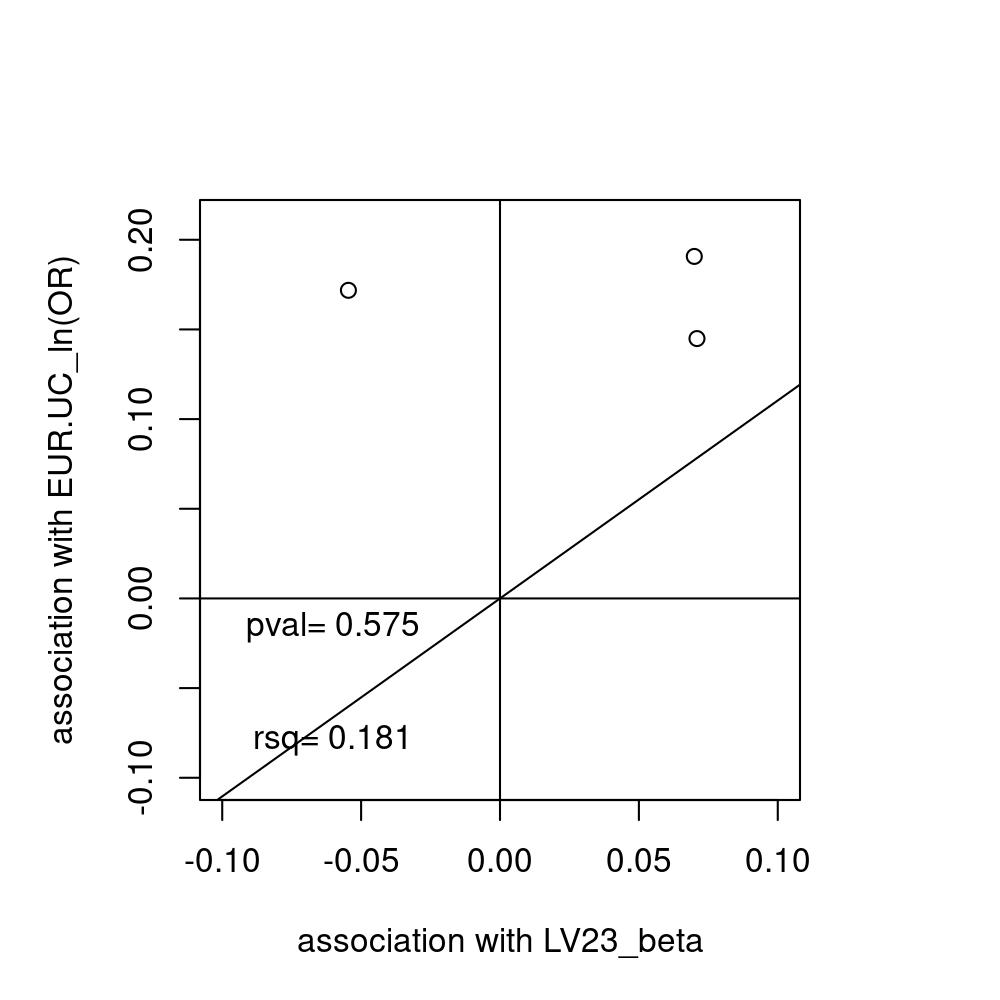 association with EUR.UC_ln(OR)
0.20
0.10
0.00
-0.10
pval= 0.575
rsq= 0.181
-0.10 -0.05 0.00 0.05 0.10
association with LV23_beta